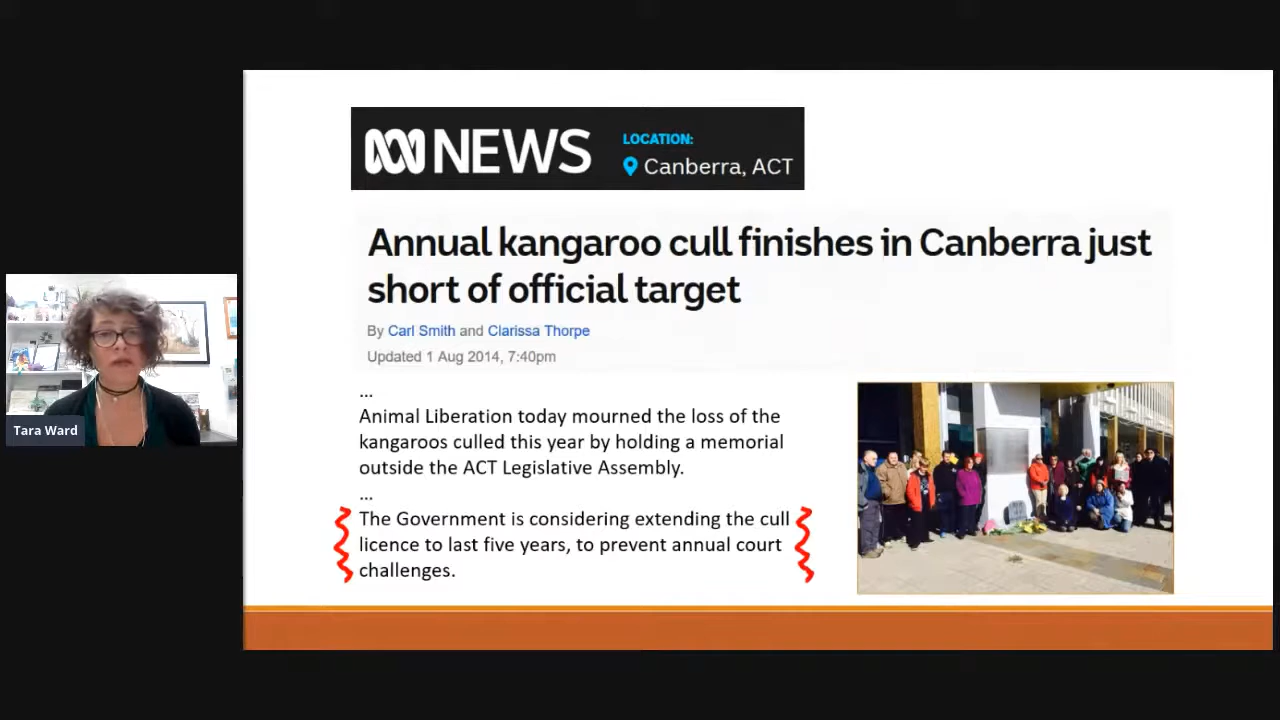 NEWS
LOCATION:
Canberra, ACT
Annual kangaroo cull finishes in Canberra just
short of official target
By Carl Smith and Clarissa Thorpe
Updated 1 Aug 2014, 7:40pm
...
Animal Liberation today mourned the loss of the
kangaroos culled this year by holding a memorial
outside the ACT Legislative Assembly.
...
The Government is considering extending the cull
licence to last five years, to prevent annual court
challenges.
Tara Ward